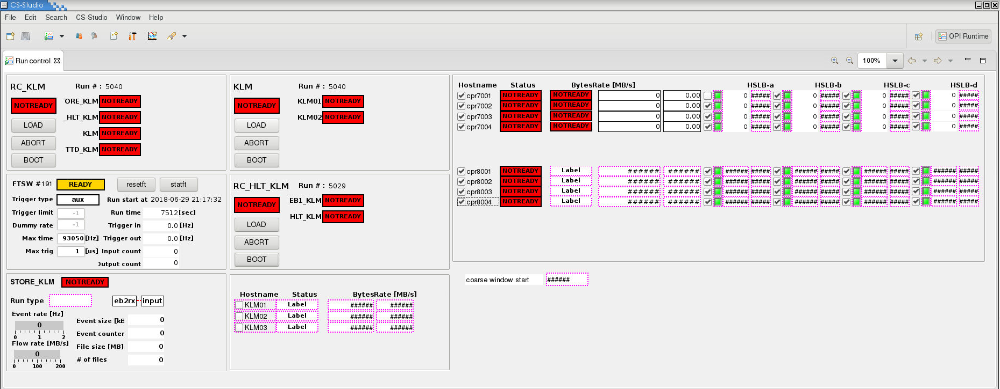 CS-Studio
File Edit Search CS-Studio Window Help
OPI Runtime
Run control
100%
RC_KLM Run # : 5040
NOTREADY
ORE_KLM NOTREADY
_HLT_KLM NOTREADY
KLM NOTREADY
TTD_KLM NOTREADY
LOAD
ABORT
BOOT
KLM Run # : 5040
NOTREADY
KLM01 NOTREADY
KLM02 NOTREADY
LOAD
ABORT
BOOT
FTSW #191 READY resetft statft
Trigger type aux Run start at 2018-06-29 21:17:32
Trigger limit -1 Run time 7512 [sec]
Dummy rate -1 Trigger in 0.0 [Hz]
Max time 93050 [Hz] Trigger out 0.0 [Hz]
Max trig 1 [us] Input count 0
Output count 0
RC_HLT_KLM Run # : 5029
NOTREADY
EB1_KLM NOTREADY
HLT_KLM NOTREADY
LOAD
ABORT
BOOT
STORE_KLM NOTREADY
Run type eb2rx input
Event rate [Hz]
0
0 1 2
Flow rate [MB/s]
0
0 100 200
Event size [kB 0
Event counter 0
File size [MB] 0
# of files 0
Hostname Status BytesRate [MB/s]
KLM01 Label ###### ######
KLM02 Label ###### ######
KLM03 Label ###### ######
Hostname Status BytesRate [MB/s] HSLB-a HSLB-b HSLB-c HSLB-d
cpr7001 NOTREADY NOTREADY 0 0.00 0 ##### 0 ##### 0 ##### 0 #####
cpr7002 NOTREADY NOTREADY 0 0.00 0 ##### 0 ##### 0 ##### 0 #####
cpr7003 NOTREADY NOTREADY 0 0.00 0 ##### 0 ##### 0 ##### 0 #####
cpr7004 NOTREADY NOTREADY 0 0.00 0 ##### 0 ##### 0 ##### 0 #####
cpr8001 NOTREADY Label ###### ###### ###### ##### ###### ##### ###### ##### ###### #####
cpr8002 NOTREADY Label ###### ###### ###### ##### ###### ##### ###### ##### ###### #####
cpr8003 NOTREADY Label ###### ###### ###### ##### ###### ##### ###### ##### ###### #####
cpr8004 NOTREADY Label ###### ###### ###### ##### ###### ##### ###### ##### ###### #####
coarse window start ######